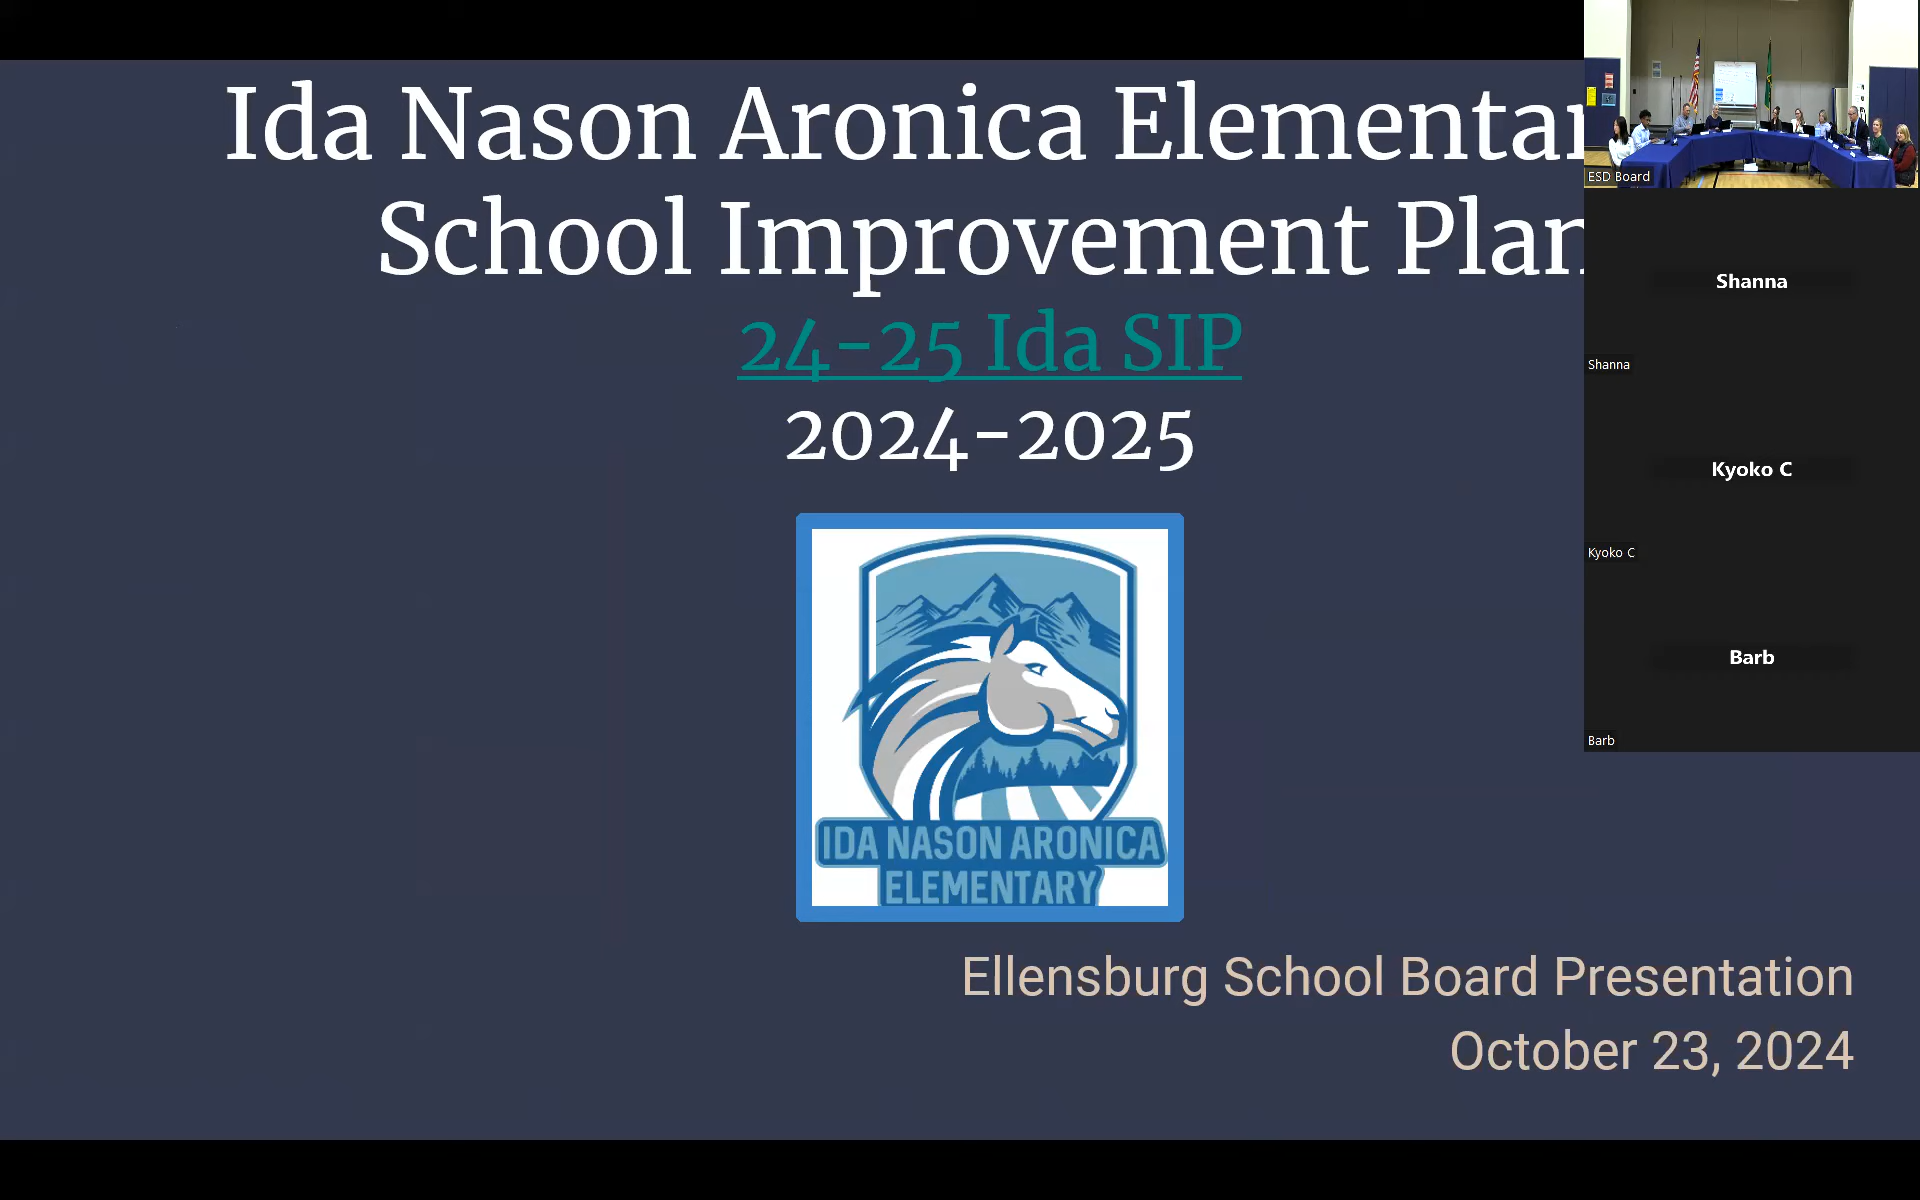 Ida Nason Aronica Elementar
School Improvement Plan
24-25 Ida SIP
2024-2025
IDA NASON ARONICA
ELEMENTARY
Ellensburg School Board Presentation
October 23, 2024
ESD Board
Shanna
Shanna
Kyoko C
Kyoko C
Barb
Barb